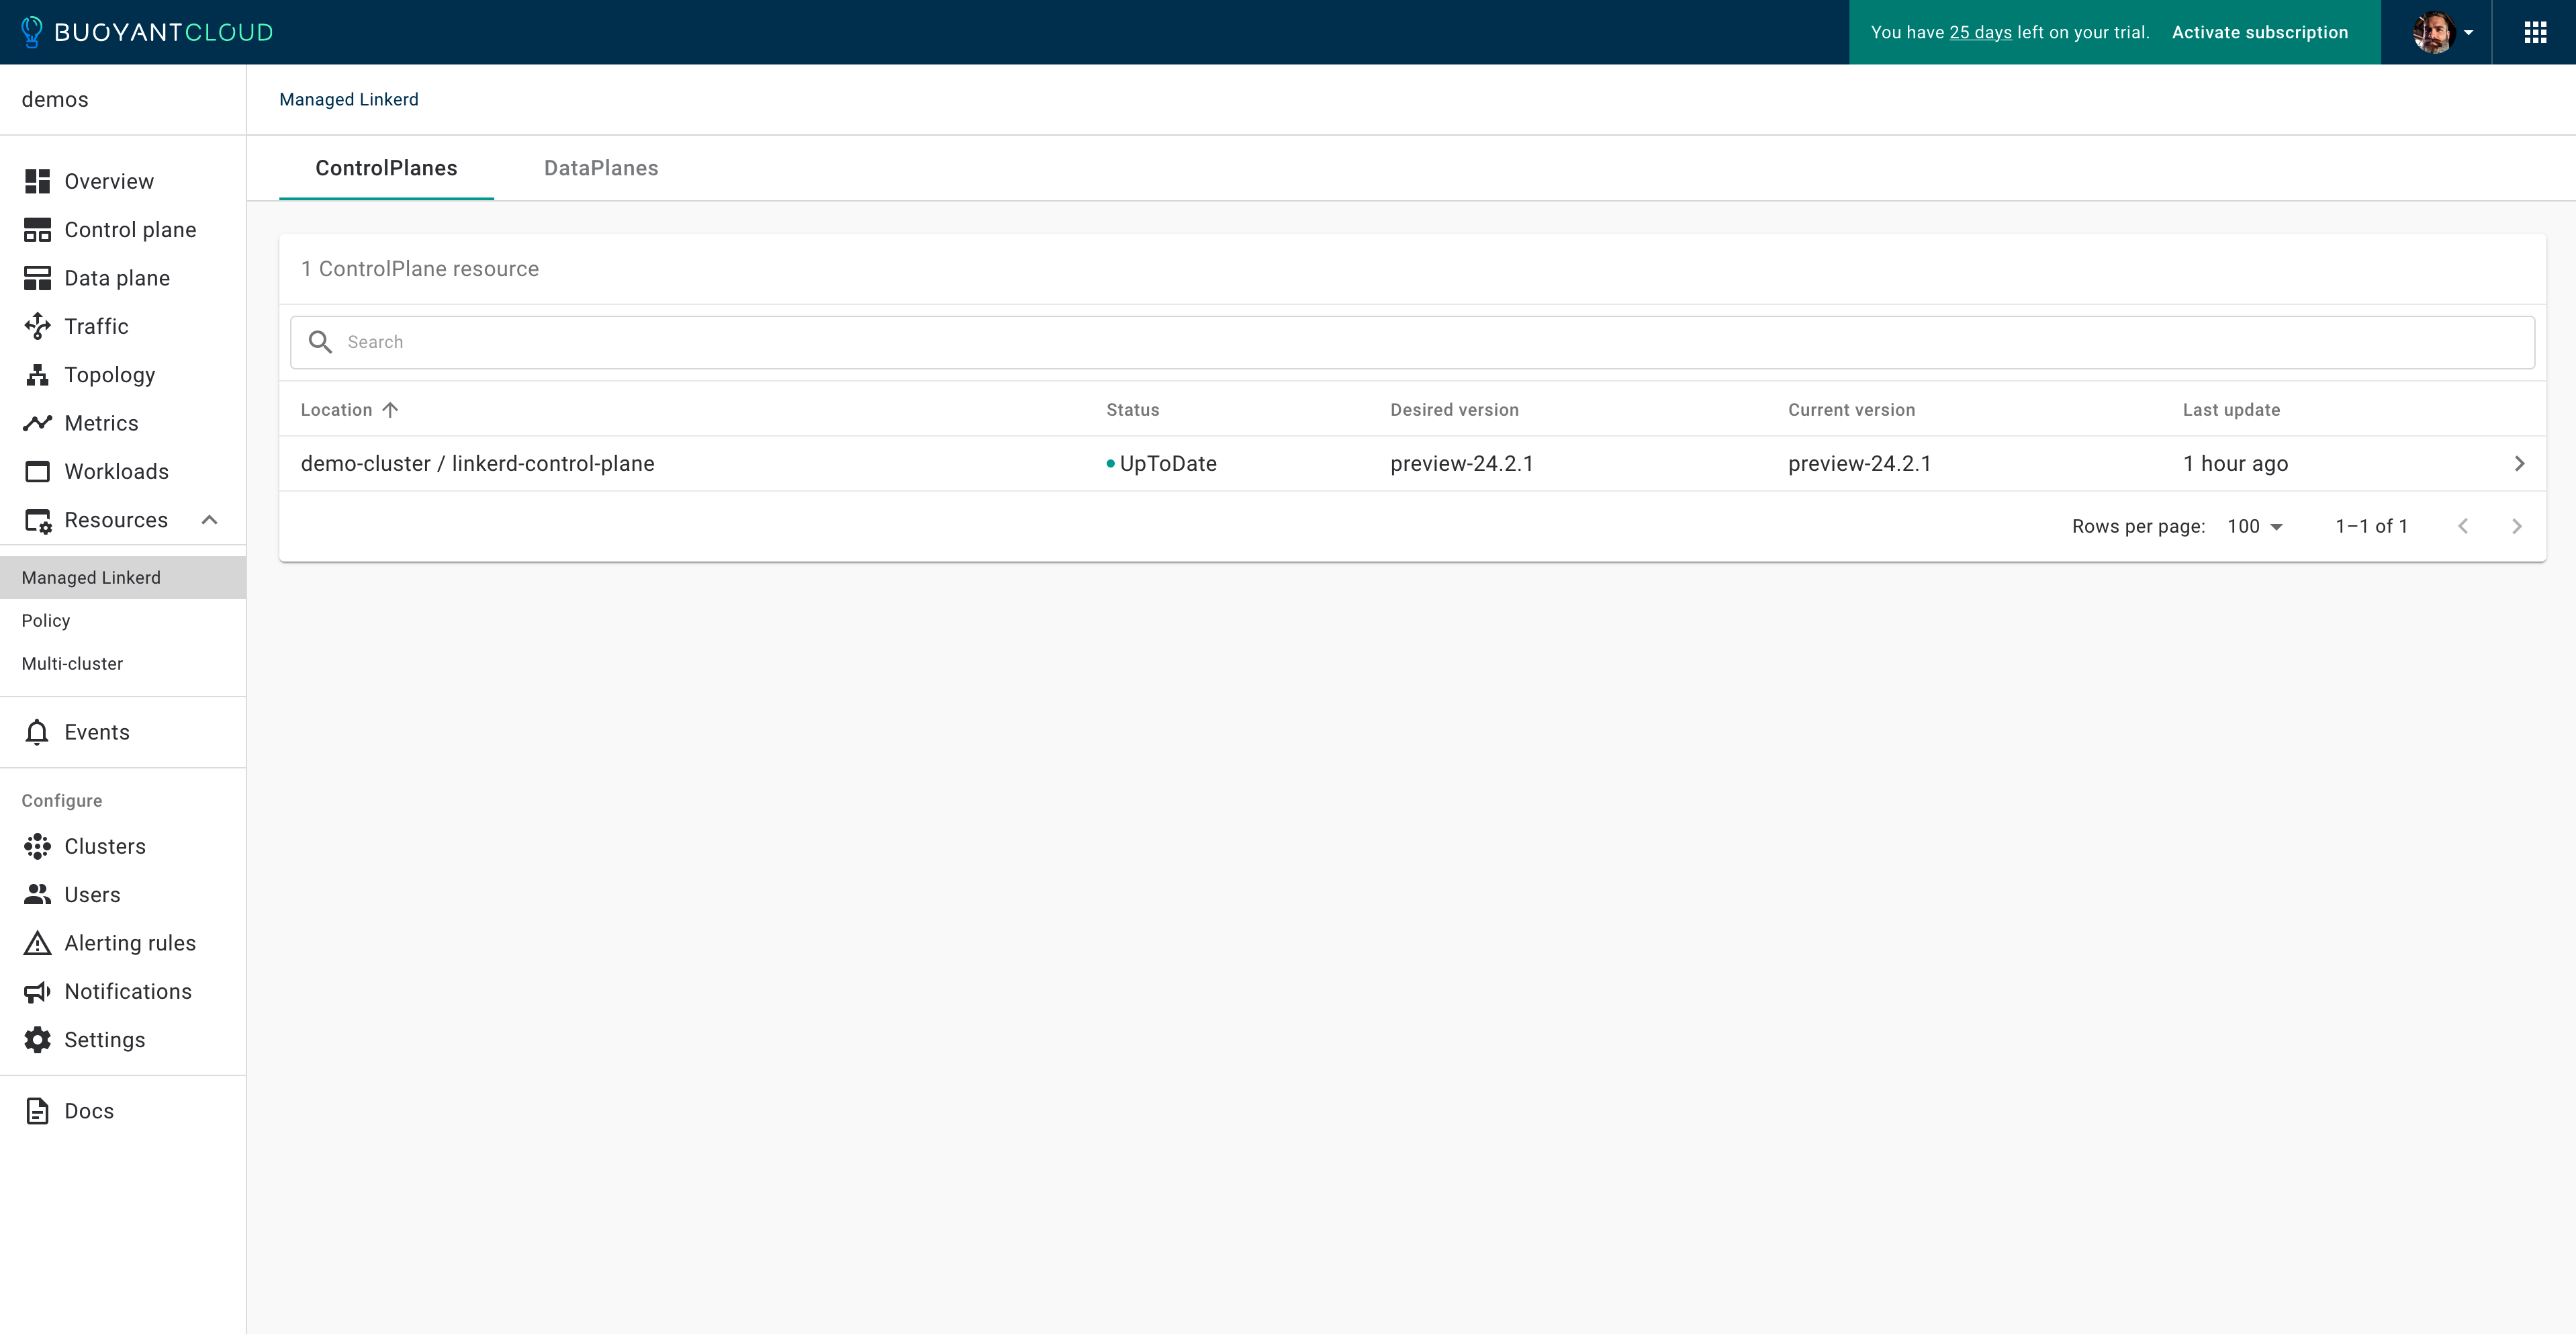 BUOYANTCLOUD
You have 25 days left on your trial. Activate subscription
demos
Managed Linkerd
Overview
Control plane
Data plane
Traffic
Topology
Metrics
Workloads
Resources
Managed Linkerd
Policy
Multi-cluster
Events
Configure
Clusters
Users
Alerting rules
Notifications
Settings
Docs
ControlPlanes DataPlanes
1 ControlPlane resource
Search
Location Status Desired version Current version Last update
demo-cluster / linkerd-control-plane UpToDate preview-24.2.1 preview-24.2.1 1 hour ago
Rows per page: 100 1–1 of 1